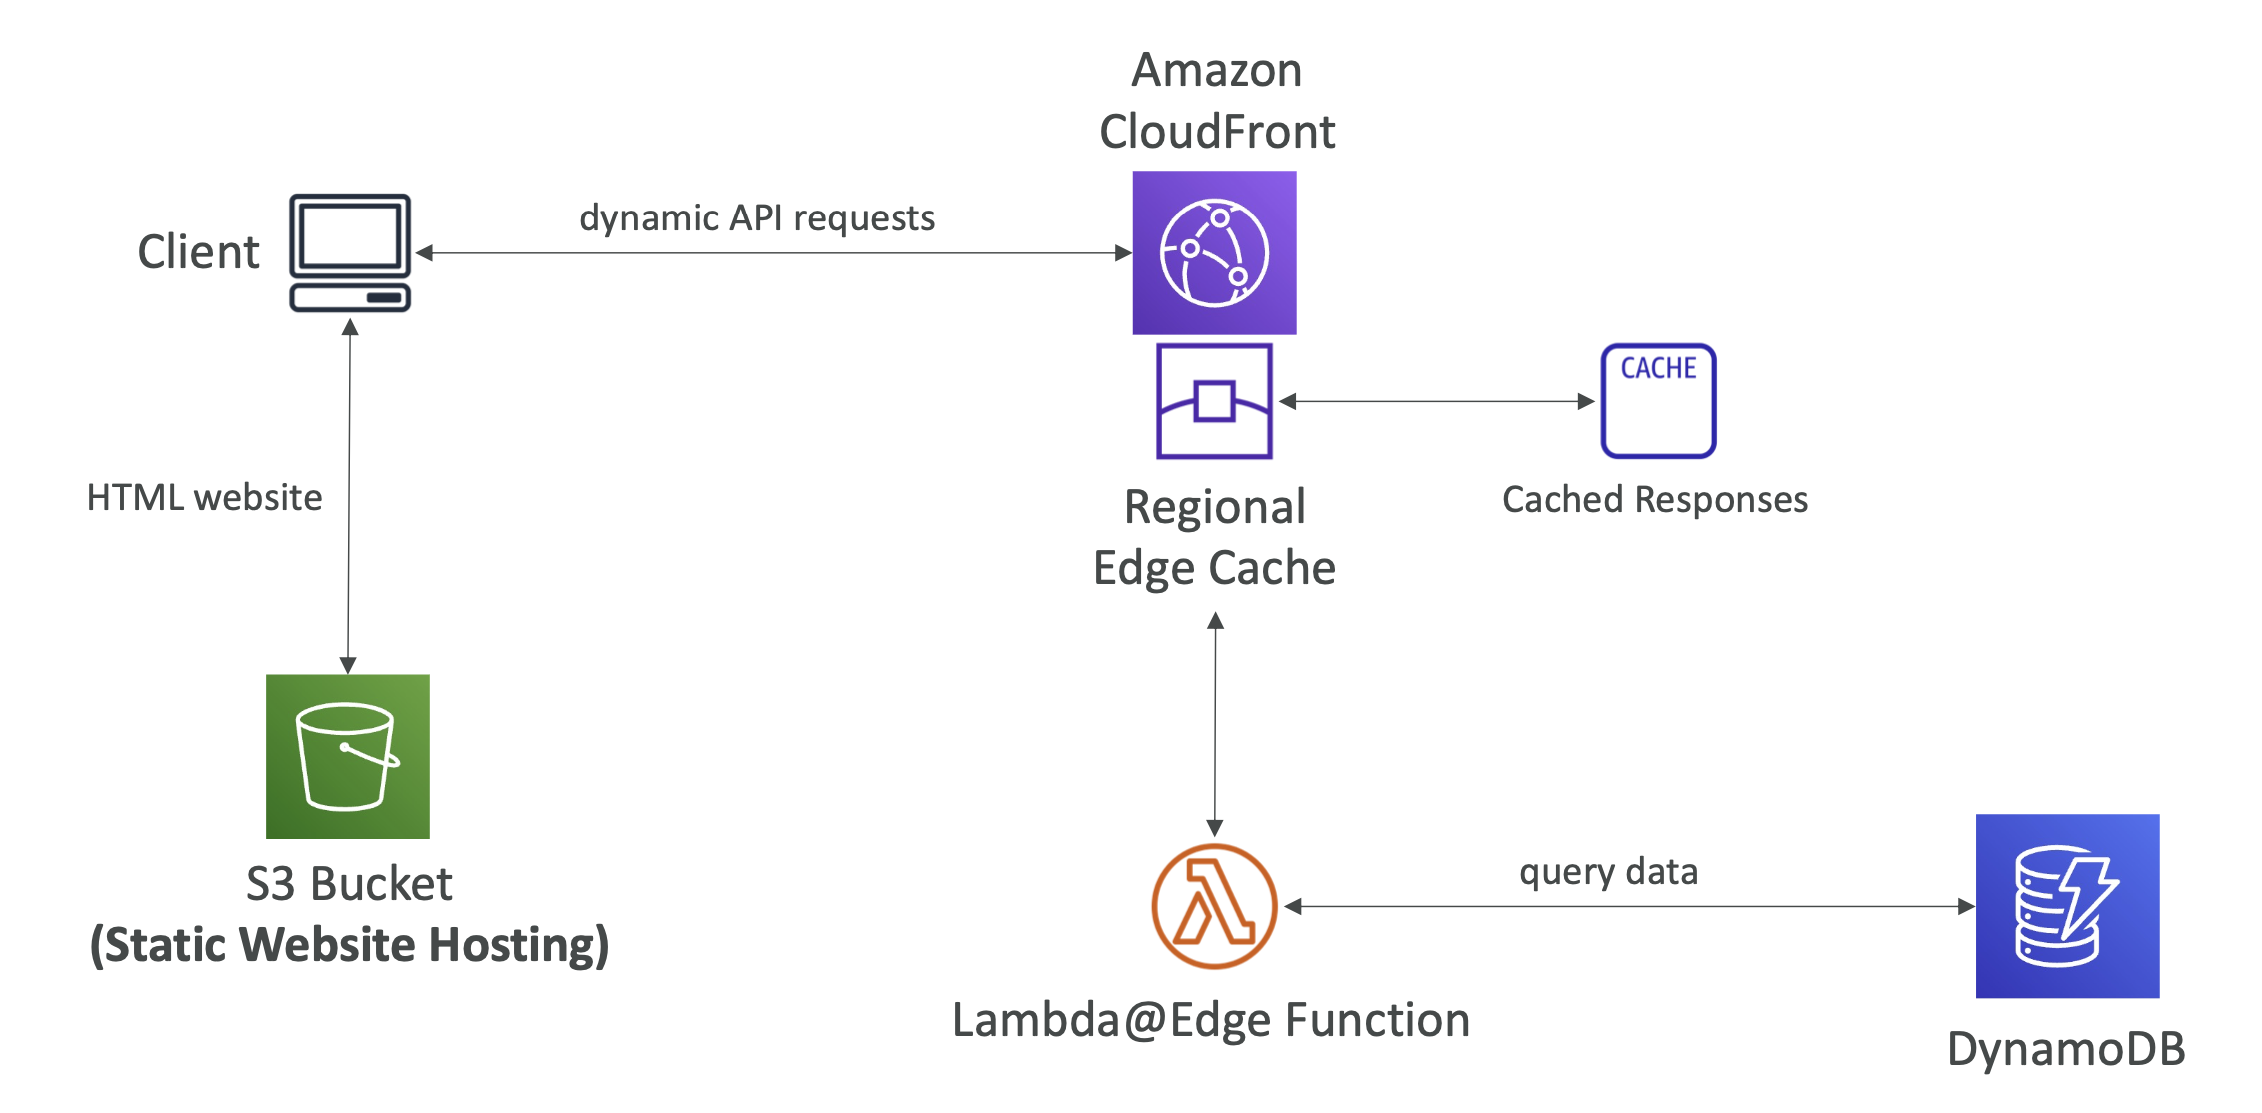 Amazon
CloudFront
Client
dynamic API requests
CACHE
HTML website
Regional
Edge Cache
Cached Responses
S3 Bucket
(Static Website Hosting)
query data
Lambda@Edge Function
DynamoDB